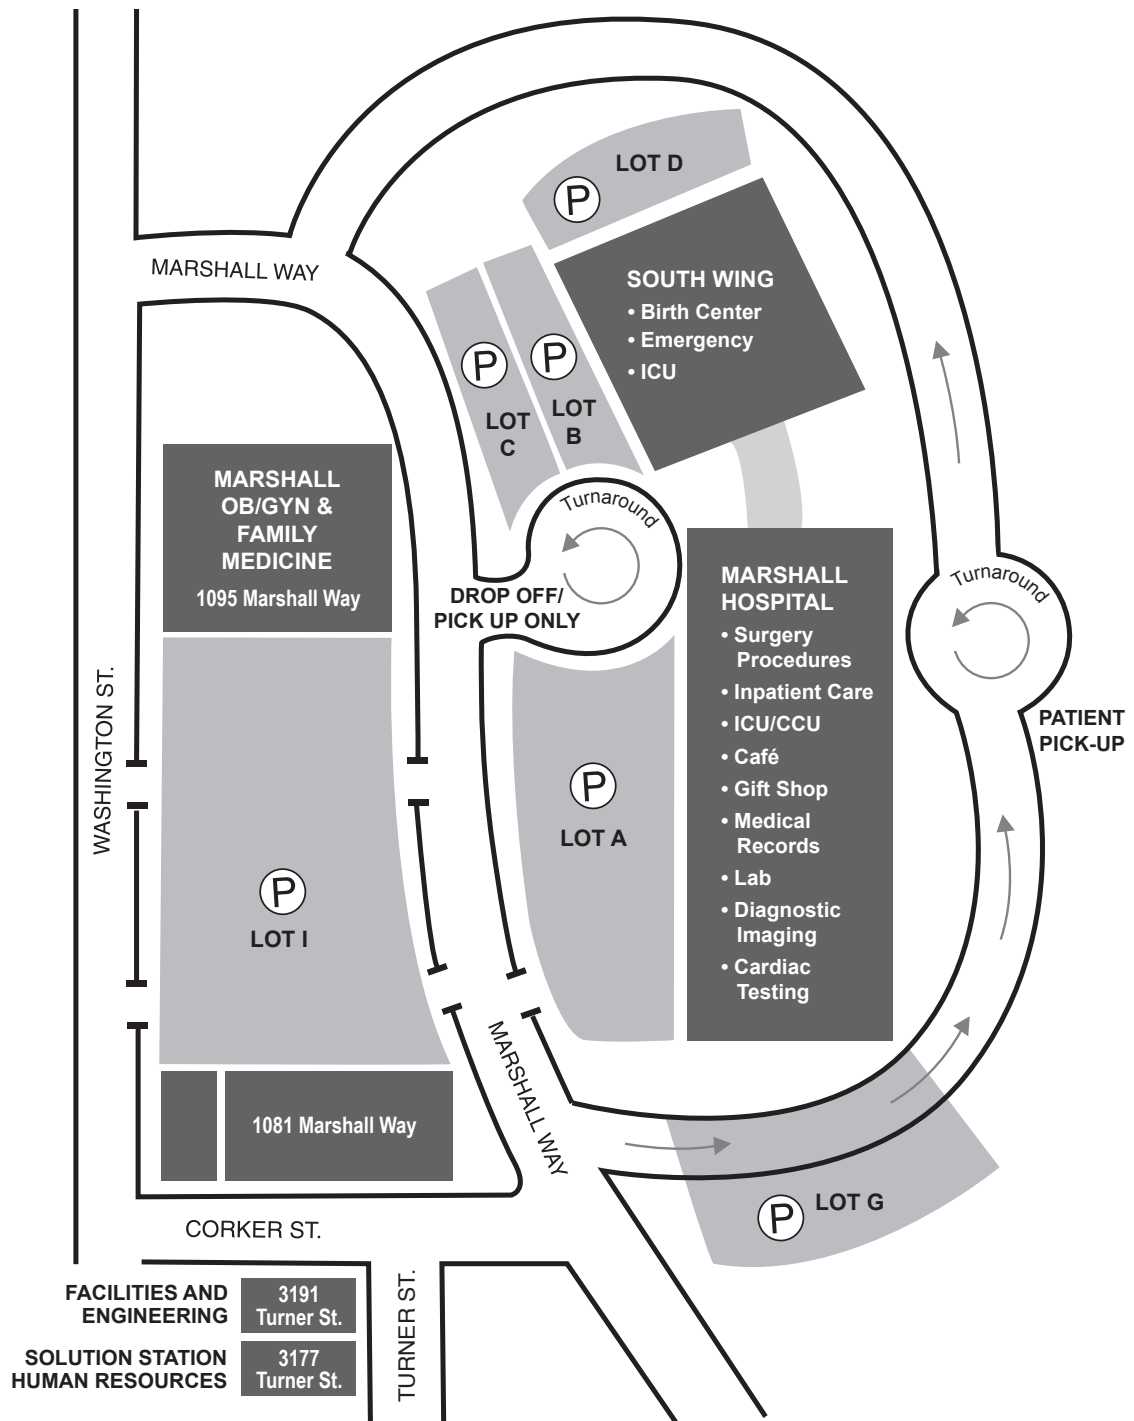 LOT D
P
MARSHALL WAY
SOUTH WING
• Birth Center
• Emergency
• ICU
P
P
LOT
C
LOT
B
MARSHALL
OB/GYN &
FAMILY
MEDICINE
1095 Marshall Way
Turnaround
DROP OFF/
PICK UP ONLY
MARSHALL
HOSPITAL
• Surgery
Procedures
• Inpatient Care
• ICU/CCU
• Café
• Gift Shop
• Medical
Records
• Lab
• Diagnostic
Imaging
• Cardiac
Testing
Turnaround
PATIENT
PICK-UP
WASHINGTON ST.
P
LOT A
P
LOT I
MARSHALL WAY
1081 Marshall Way
P
LOT G
CORKER ST.
TURNER ST.
FACILITIES AND
ENGINEERING
3191
Turner St.
SOLUTION STATION
HUMAN RESOURCES
3177
Turner St.